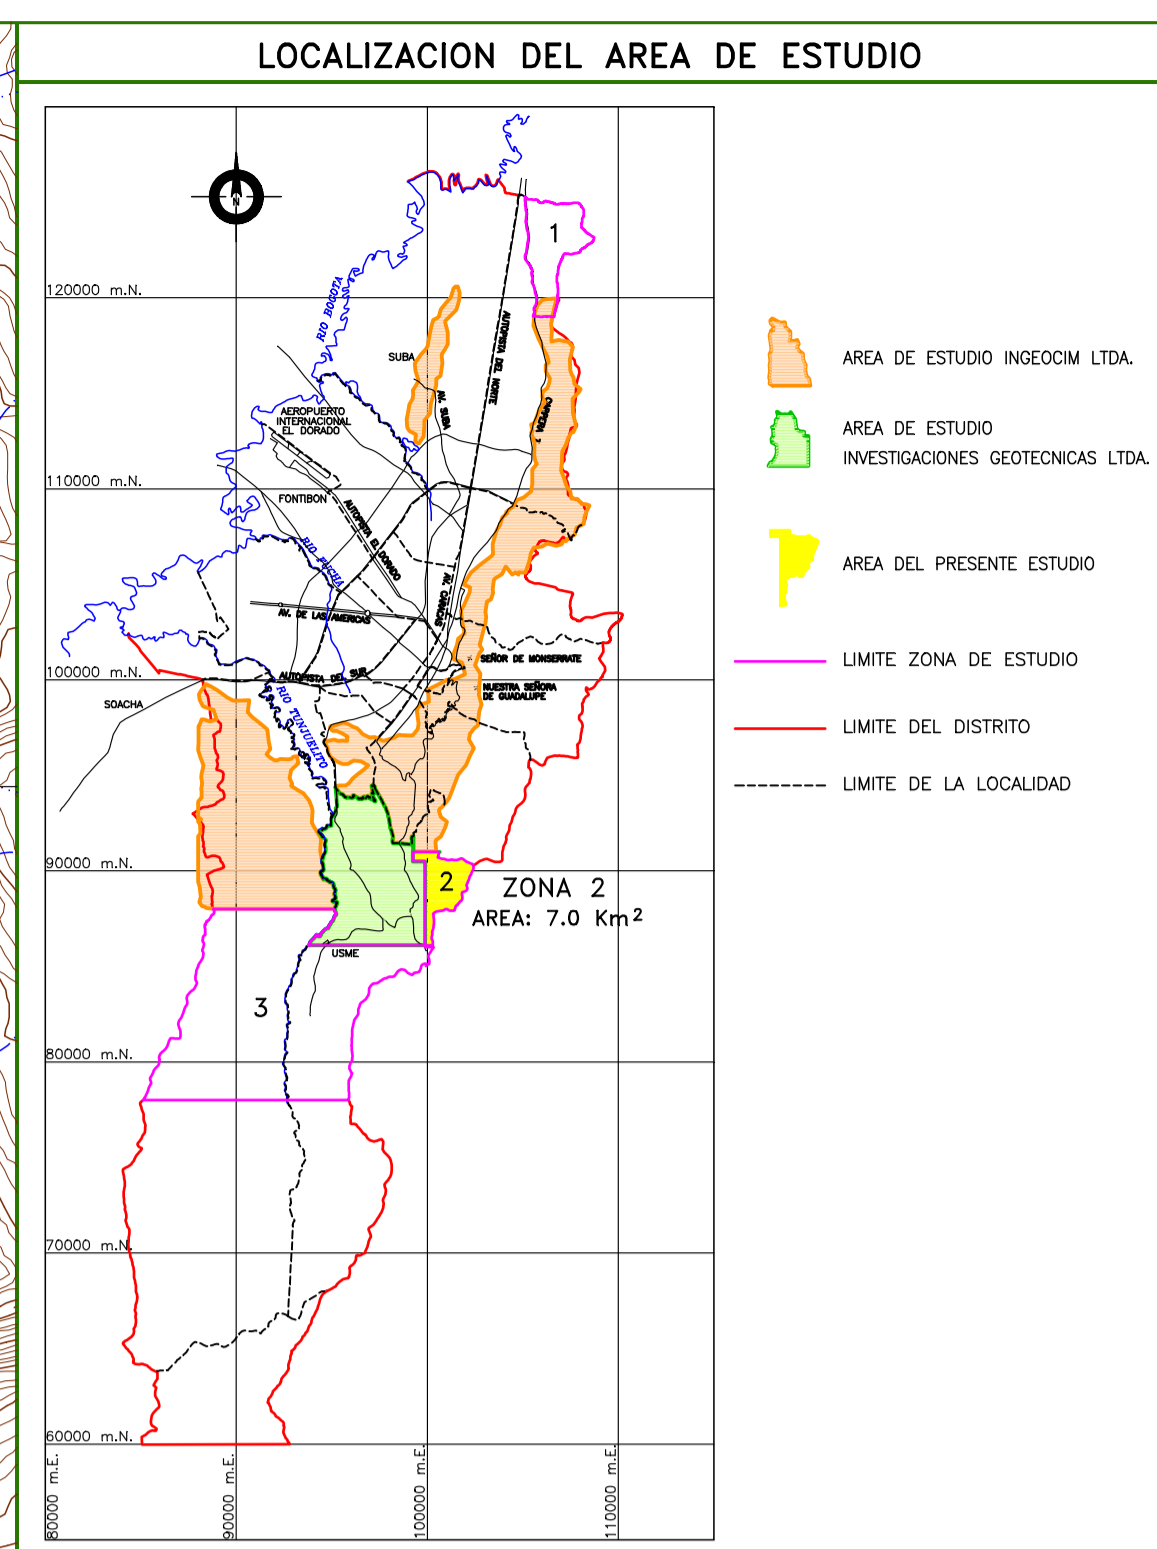 LOCALIZACION DEL AREA DE ESTUDIO
N
1
120000 m.N.
RIO BOGOTA
AUTOPISTA DEL NORTE
SUBA
AV. SUBA
CARRERA 7
AEROPUERTO
INTERNACIONAL
EL DORADO
110000 m.N.
FONTIBON
AUTOPISTA EL DORADO
RIO FUCHA
AV. CARACAS
AV. DE LAS AMERICAS
SEÑOR DE MONSERRATE
100000 m.N.
AUTOPISTA DEL SUR
NUESTRA SEÑORA
DE GUADALUPE
SOACHA
RIO TUNJUELITO
90000 m.N.
2
ZONA 2
AREA: 7.0 Km²
USME
3
80000 m.N.
70000 m.N.
60000 m.N.
80000 m.E.
90000 m.E.
100000 m.E.
110000 m.E.
AREA DE ESTUDIO INGEOCIM LTDA.
AREA DE ESTUDIO
INVESTIGACIONES GEOTECNICAS LTDA.
AREA DEL PRESENTE ESTUDIO
LIMITE ZONA DE ESTUDIO
LIMITE DEL DISTRITO
LIMITE DE LA LOCALIDAD